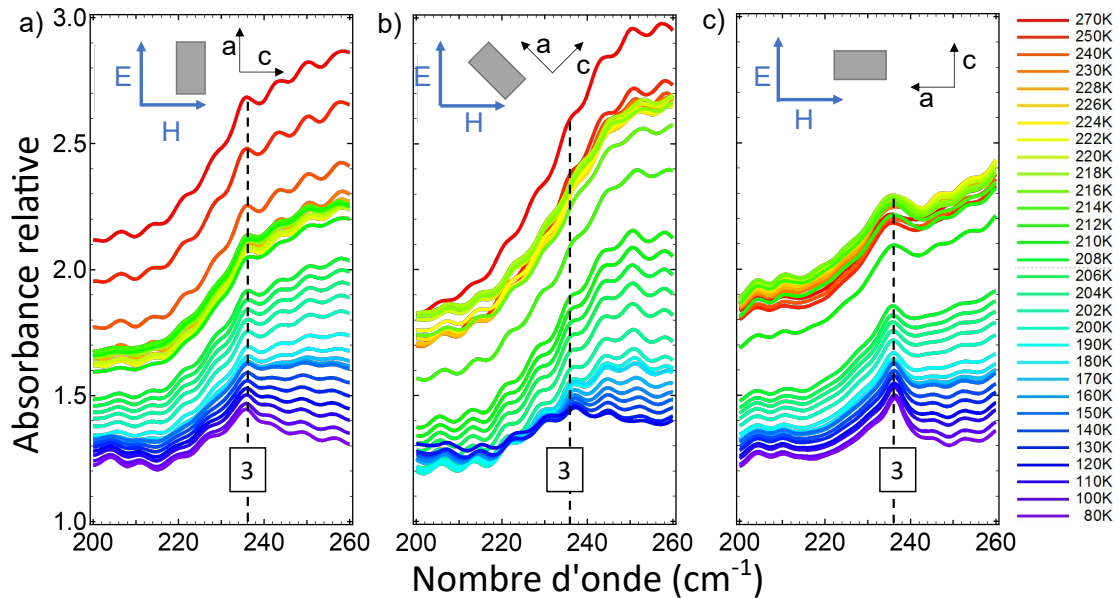 a)
b)
c)
3.0
2.5
2.0
1.5
1.0
Absorbance relative
E
H
a
c
3
200
220
240
260
E
H
a
c
3
200
220
240
260
E
H
a
c
3
200
220
240
260
Nombre d'onde (cm⁻¹)
270K
250K
240K
230K
228K
226K
224K
220K
218K
216K
214K
212K
210K
208K
206K
204K
202K
200K
190K
180K
170K
160K
150K
140K
130K
120K
110K
100K
80K